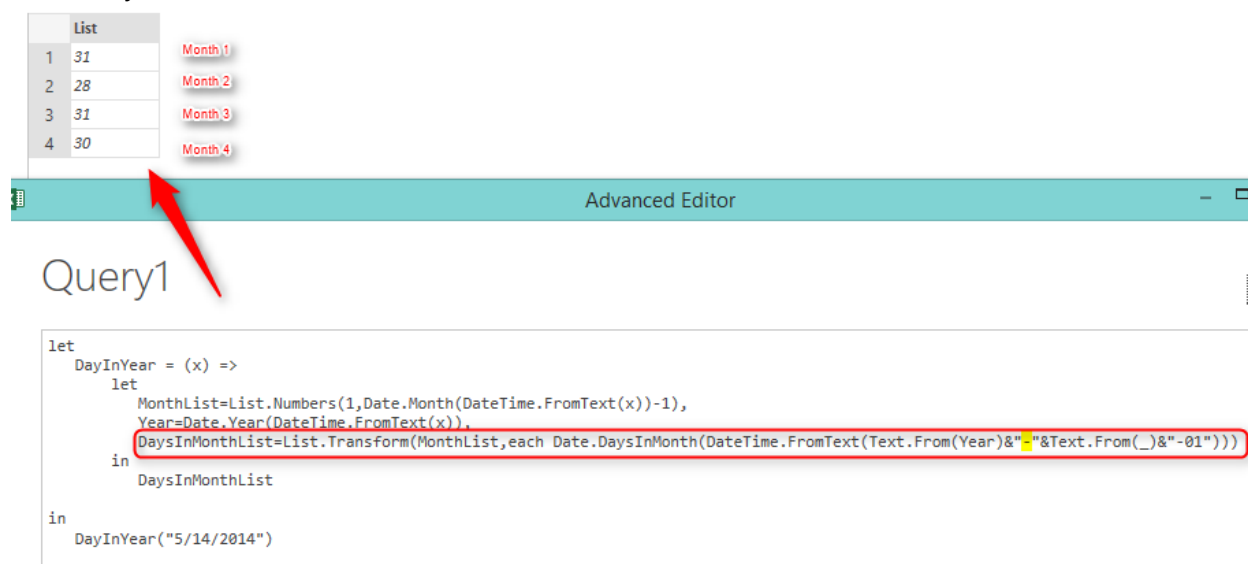 List
1 31 Month 1
2 28 Month 2
3 31 Month 3
4 30 Month 4
Advanced Editor
Query1
let
DayInYear = (x) =>
let
MonthList=List.Numbers(1,Date.Month(DateTime.FromText(x))-1),
Year=Date.Year(DateTime.FromText(x)),
DaysInMonthList=List.Transform(MonthList,each Date.DaysInMonth(DateTime.FromText(Text.From(Year)&"-"&Text.From(_)&"-01")))
in
DaysInMonthList
in
DayInYear("5/14/2014")